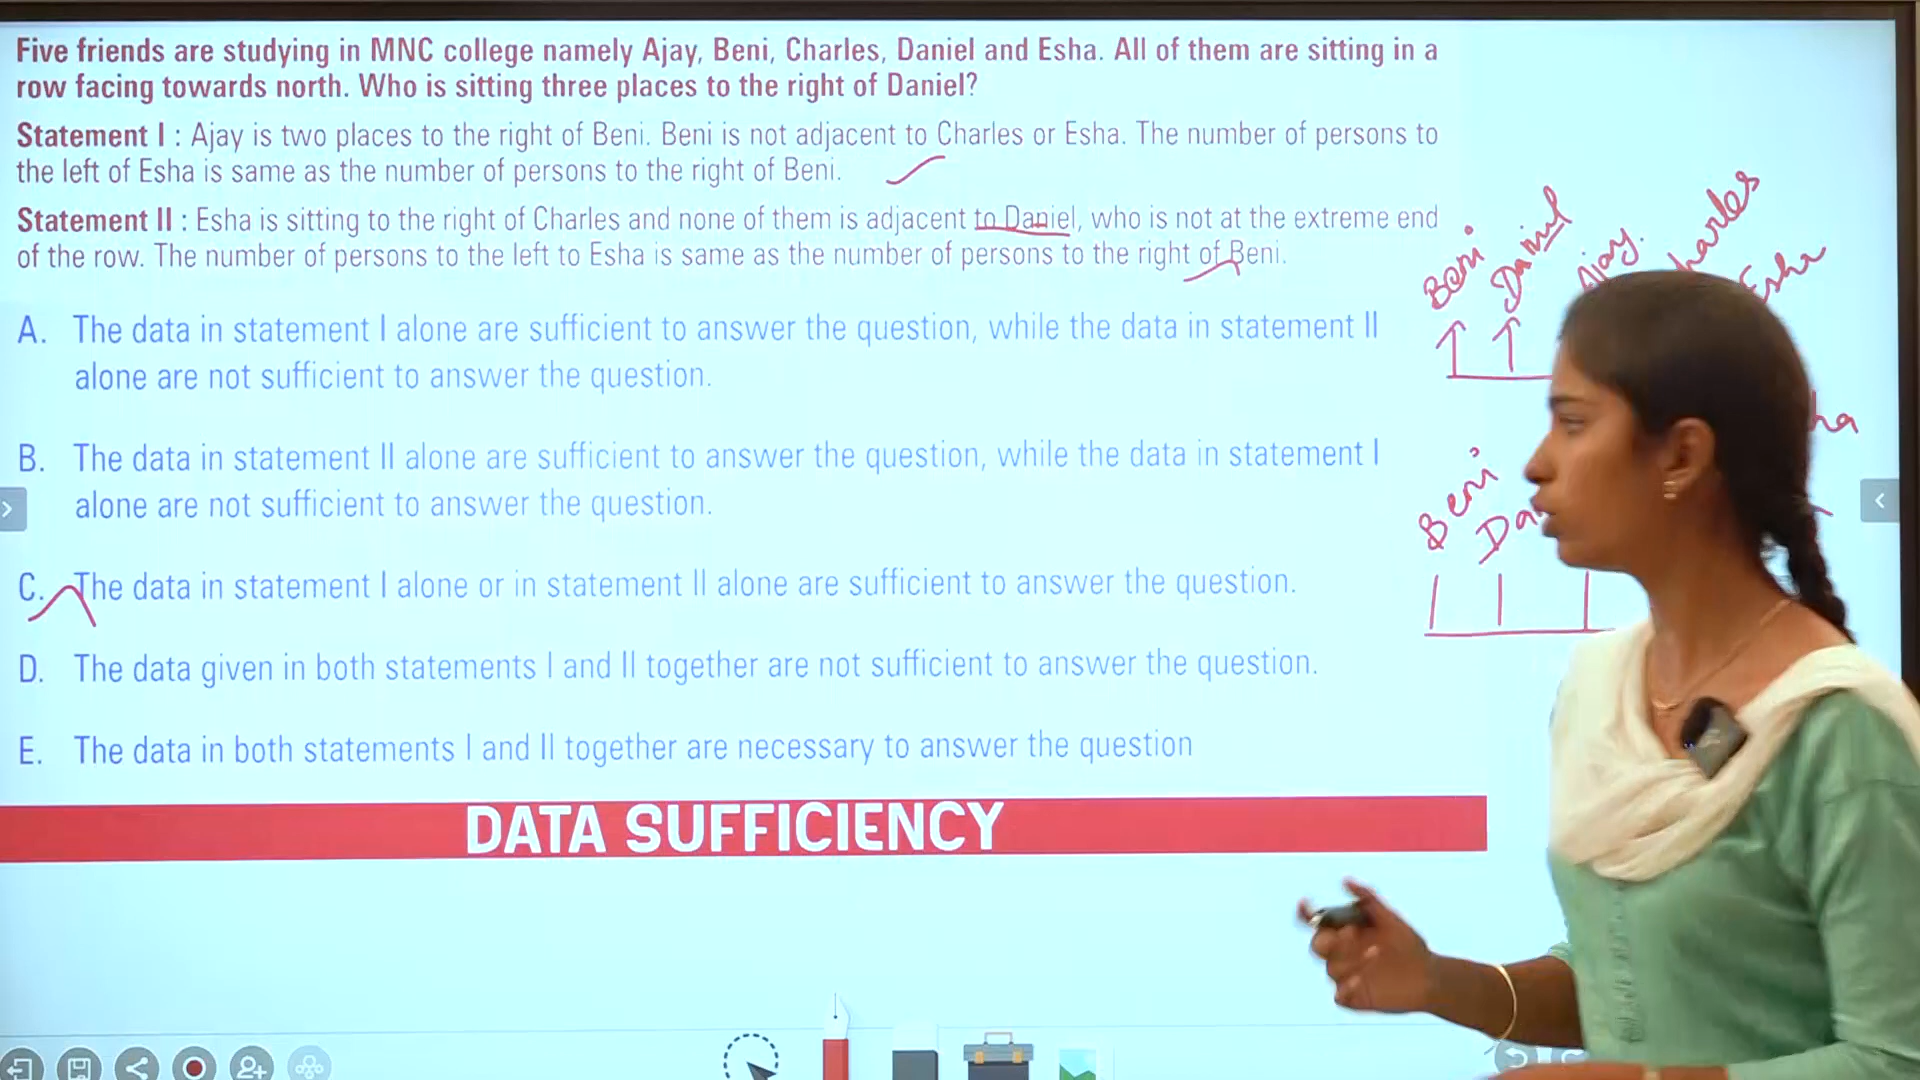 Five friends are studying in MNC college namely Ajay, Beni, Charles, Daniel and Esha. All of them are sitting in a
row facing towards north. Who is sitting three places to the right of Daniel?
Statement I : Ajay is two places to the right of Beni. Beni is not adjacent to Charles or Esha. The number of persons to
the left of Esha is same as the number of persons to the right of Beni.
Statement II : Esha is sitting to the right of Charles and none of them is adjacent to Daniel, who is not at the extreme end
of the row. The number of persons to the left to Esha is same as the number of persons to the right of Beni.
A. The data in statement I alone are sufficient to answer the question, while the data in statement II
alone are not sufficient to answer the question.
B. The data in statement II alone are sufficient to answer the question, while the data in statement I
alone are not sufficient to answer the question.
C. The data in statement I alone or in statement II alone are sufficient to answer the question.
D. The data given in both statements I and II together are not sufficient to answer the question.
E. The data in both statements I and II together are necessary to answer the question
DATA SUFFICIENCY
Beni Daniel Ajay harles Esha
Beni Da ha